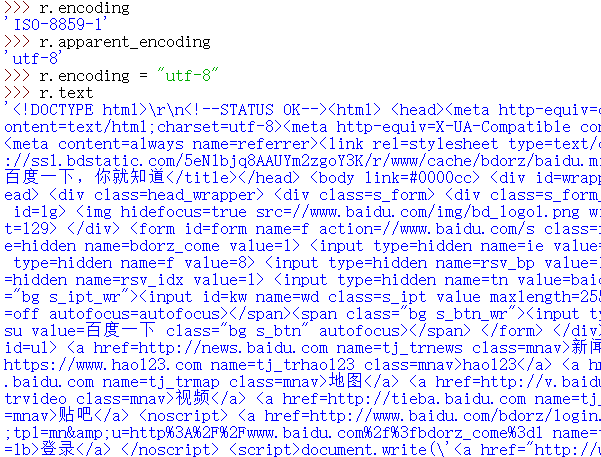 >>> r.encoding
'ISO-8859-1'
>>> r.apparent_encoding
'utf-8'
>>> r.encoding = "utf-8"
>>> r.text
'<!DOCTYPE html>\r\n<!--STATUS OK--><html> <head><meta http-equiv=c
ontent=text/html;charset=utf-8><meta http-equiv=X-UA-Compatible con
<meta content=always name=referrer><link rel=stylesheet type=text/c
://ssl.bdstatic.com/5eN1bjq8AAUYm2zgoY3K/r/www/cache/bdorz/baidu.mi
百度一下，你就知道</title></head> <body link=#0000cc> <div id=wrapp
ead> <div class=head_wrapper> <div class=s_form> <div class=s_form_
 id=lg> <img hidefocus=true src=//www.baidu.com/img/bd_logo1.png wi
t=129> </div> <form id=form name=f action=//www.baidu.com/s class=f
e=hidden name=bdorz_come value=1> <input type=hidden name=ie value=
 type=hidden name=f value=8> <input type=hidden name=rsv_bp value=1
=hidden name=rsv_idx value=1> <input type=hidden name=tn value=baid
="bg s_ipt_wr"><input id=kw name=wd class=s_ipt value maxlength=255
=off autofocus=autofocus></span><span class="bg s_btn_wr"><input ty
su value=百度一下 class="bg s_btn" autofocus></span> </form> </div>
id=u1> <a href=http://news.baidu.com name=tj_trnews class=mnav>新闻
https://www.hao123.com name=tj_trhao123 class=mnav>hao123</a> <a hr
.baidu.com name=tj_trmap class=mnav>地图</a> <a href=http://v.baidu
trvideo class=mnav>视频</a> <a href=http://tieba.baidu.com name=tj_
=mnav>贴吧</a> <noscript> <a href=http://www.baidu.com/bdorz/login.
;tpl=mn&amp;u=http%3A%2F%2Fwww.baidu.com%2f%3fbdorz_come%3d1 name=t
=lb>登录</a> </noscript> <script>document.write(\'<a href="http://w